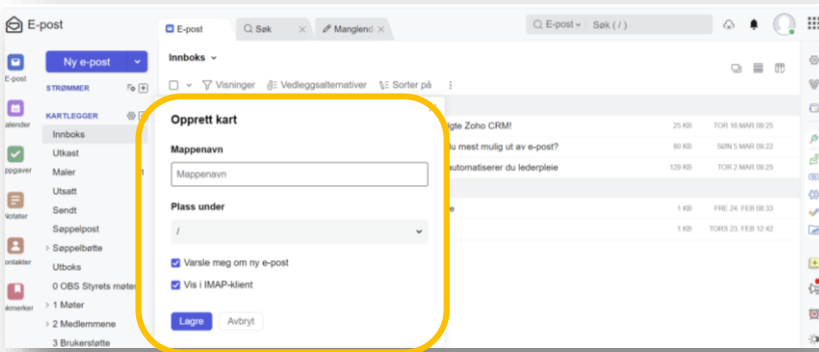 E-post
E-post
Søk
Manglend
E-post
Søk ( / )
E-post
Ny e-post
Innboks
STRØMMER
Visninger
Vedleggsalternativer
Sorter på
KARTLEGGER
Innboks
Utkast
Maler
1
Utsatt
Sendt
Søppelpost
Søppelbøtte
Utboks
0 OBS Styrets møter
1 Møter
2 Medlemmene
3 Brukerstøtte
alender
ppgaver
Notater
ontakter
okmerker
Opprett kart
Mappenavn
Mappenavn
Plass under
/
Varsle meg om ny e-post
Vis i IMAP-klient
Lagre
Avbryt
lgte Zoho CRM!
25 KB
TOR 16 MAR 09:25
du mest mulig ut av e-post?
80 KB
SØN 5 MAR 09:22
automatiserer du lederpleie
129 KB
TOR 2 MAR 09:25
e
1 KB
FRE 24. FEB 08:33
1 KB
TORS 23. FEB 12:42